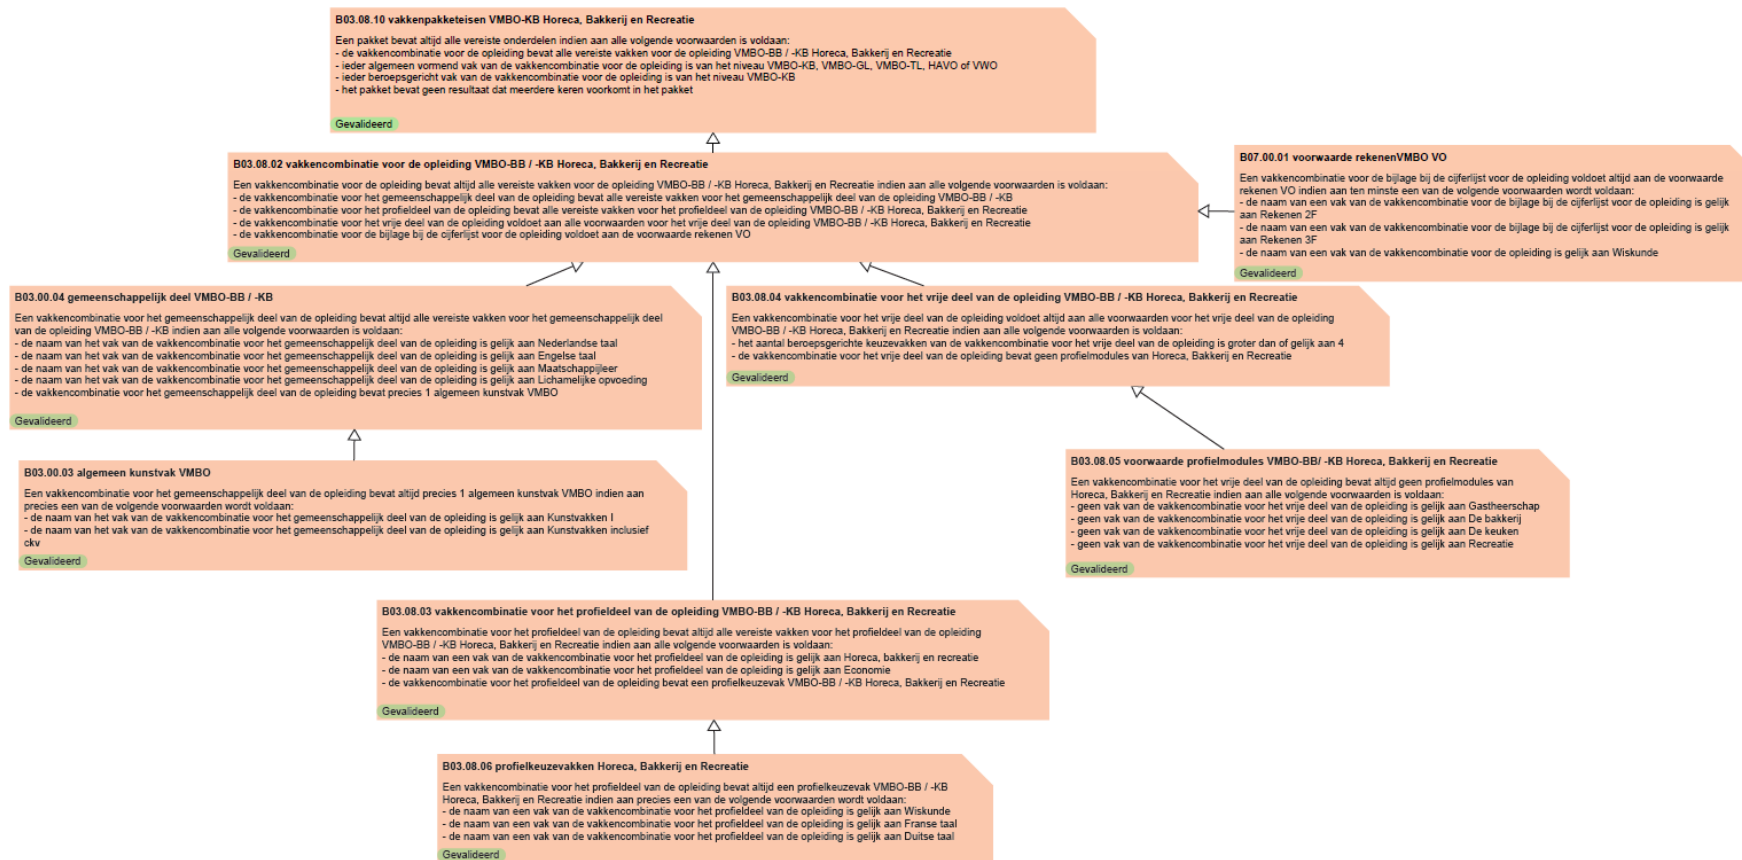 B03.08.10 vakkenpakketeisen VMBO-KB Horeca, Bakkerij en Recreatie
Een pakket bevat altijd alle vereiste onderdelen indien aan alle volgende voorwaarden is voldaan:
- de vakkencombinatie voor de opleiding bevat alle vereiste vakken voor de opleiding VMBO-BB / -KB Horeca, Bakkerij en Recreatie
- ieder algemeen vormend vak van de vakkencombinatie voor de opleiding is van het niveau VMBO-KB, VMBO-GL, VMBO-TL, HAVO of VWO
- ieder beroepsgericht vak van de vakkencombinatie voor de opleiding is van het niveau VMBO-KB
- het pakket bevat geen resultaat dat meerdere keren voorkomt in het pakket
Gevalideerd
B03.08.02 vakkencombinatie voor de opleiding VMBO-BB / -KB Horeca, Bakkerij en Recreatie
Een vakkencombinatie voor de opleiding bevat altijd alle vereiste vakken voor de opleiding VMBO-BB / -KB Horeca, Bakkerij en Recreatie indien aan alle volgende voorwaarden is voldaan:
- de vakkencombinatie voor het gemeenschappelijk deel van de opleiding bevat alle vereiste vakken voor het gemeenschappelijk deel van de opleiding VMBO-BB / -KB
- de vakkencombinatie voor het profieldeel van de opleiding bevat alle vereiste vakken voor het profieldeel van de opleiding VMBO-BB / -KB Horeca, Bakkerij en Recreatie
- de vakkencombinatie voor het vrije deel van de opleiding voldoet aan alle voorwaarden voor het vrije deel van de opleiding VMBO-BB / -KB Horeca, Bakkerij en Recreatie
- de vakkencombinatie voor de bijlage bij de cijferlijst voor de opleiding voldoet aan de voorwaarde rekenen VO
Gevalideerd
B07.00.01 voorwaarde rekenenVMBO VO
Een vakkencombinatie voor de bijlage bij de cijferlijst voor de opleiding voldoet altijd aan de voorwaarde
rekenen VO indien aan ten minste een van de volgende voorwaarden wordt voldaan:
- de naam van een vak van de vakkencombinatie voor de bijlage bij de cijferlijst voor de opleiding is gelijk
aan Rekenen 2F
- de naam van een vak van de vakkencombinatie voor de bijlage bij de cijferlijst voor de opleiding is gelijk
aan Rekenen 3F
- de naam van een vak van de vakkencombinatie voor de opleiding is gelijk aan Wiskunde
Gevalideerd
B03.00.04 gemeenschappelijk deel VMBO-BB / -KB
Een vakkencombinatie voor het gemeenschappelijk deel van de opleiding bevat altijd alle vereiste vakken voor het gemeenschappelijk deel
van de opleiding VMBO-BB / -KB indien aan alle volgende voorwaarden is voldaan:
- de naam van het vak van de vakkencombinatie voor het gemeenschappelijk deel van de opleiding is gelijk aan Nederlandse taal
- de naam van het vak van de vakkencombinatie voor het gemeenschappelijk deel van de opleiding is gelijk aan Engelse taal
- de naam van het vak van de vakkencombinatie voor het gemeenschappelijk deel van de opleiding is gelijk aan Maatschappijleer
- de naam van het vak van de vakkencombinatie voor het gemeenschappelijk deel van de opleiding is gelijk aan Lichamelijke opvoeding
- de vakkencombinatie voor het gemeenschappelijk deel van de opleiding bevat precies 1 algemeen kunstvak VMBO
Gevalideerd
B03.08.04 vakkencombinatie voor het vrije deel van de opleiding VMBO-BB / -KB Horeca, Bakkerij en Recreatie
Een vakkencombinatie voor het vrije deel van de opleiding voldoet altijd aan alle voorwaarden voor het vrije deel van de opleiding
VMBO-BB / -KB Horeca, Bakkerij en Recreatie indien aan alle volgende voorwaarden is voldaan:
- het aantal beroepsgerichte keuzevakken van de vakkencombinatie voor het vrije deel van de opleiding is groter dan of gelijk aan 4
- de vakkencombinatie voor het vrije deel van de opleiding bevat geen profielmodules van Horeca, Bakkerij en Recreatie
Gevalideerd
B03.00.03 algemeen kunstvak VMBO
Een vakkencombinatie voor het gemeenschappelijk deel van de opleiding bevat altijd precies 1 algemeen kunstvak VMBO indien aan
precies een van de volgende voorwaarden wordt voldaan:
- de naam van het vak van de vakkencombinatie voor het gemeenschappelijk deel van de opleiding is gelijk aan Kunstvakken I
- de naam van het vak van de vakkencombinatie voor het gemeenschappelijk deel van de opleiding is gelijk aan Kunstvakken inclusief
ckv
Gevalideerd
B03.08.05 voorwaarde profielmodules VMBO-BB/ -KB Horeca, Bakkerij en Recreatie
Een vakkencombinatie voor het vrije deel van de opleiding bevat altijd geen profielmodules van
Horeca, Bakkerij en Recreatie indien aan alle volgende voorwaarden is voldaan:
- geen vak van de vakkencombinatie voor het vrije deel van de opleiding is gelijk aan Gastheerschap
- geen vak van de vakkencombinatie voor het vrije deel van de opleiding is gelijk aan De bakkerij
- geen vak van de vakkencombinatie voor het vrije deel van de opleiding is gelijk aan De keuken
- geen vak van de vakkencombinatie voor het vrije deel van de opleiding is gelijk aan Recreatie
Gevalideerd
B03.08.03 vakkencombinatie voor het profieldeel van de opleiding VMBO-BB / -KB Horeca, Bakkerij en Recreatie
Een vakkencombinatie voor het profieldeel van de opleiding bevat altijd alle vereiste vakken voor het profieldeel van de opleiding
VMBO-BB / -KB Horeca, Bakkerij en Recreatie indien aan alle volgende voorwaarden is voldaan:
- de naam van een vak van de vakkencombinatie voor het profieldeel van de opleiding is gelijk aan Horeca, bakkerij en recreatie
- de naam van een vak van de vakkencombinatie voor het profieldeel van de opleiding is gelijk aan Economie
- de vakkencombinatie voor het profieldeel van de opleiding bevat een profielkeuzevak VMBO-BB / -KB Horeca, Bakkerij en Recreatie
Gevalideerd
B03.08.06 profielkeuzevakken Horeca, Bakkerij en Recreatie
Een vakkencombinatie voor het profieldeel van de opleiding bevat altijd een profielkeuzevak VMBO-BB / -KB
Horeca, Bakkerij en Recreatie indien aan precies een van de volgende voorwaarden wordt voldaan:
- de naam van een vak van de vakkencombinatie voor het profieldeel van de opleiding is gelijk aan Wiskunde
- de naam van een vak van de vakkencombinatie voor het profieldeel van de opleiding is gelijk aan Franse taal
- de naam van een vak van de vakkencombinatie voor het profieldeel van de opleiding is gelijk aan Duitse taal
Gevalideerd